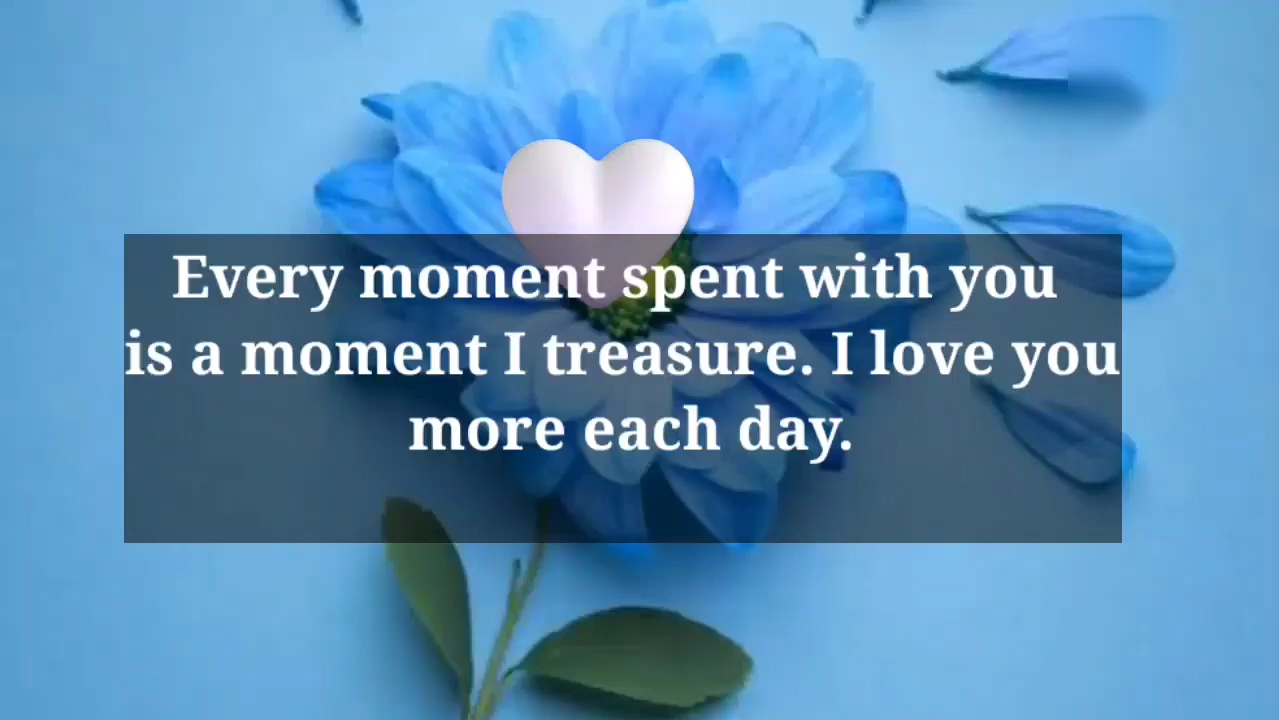 Every moment spent with you
is a moment I treasure. I love you
more each day.